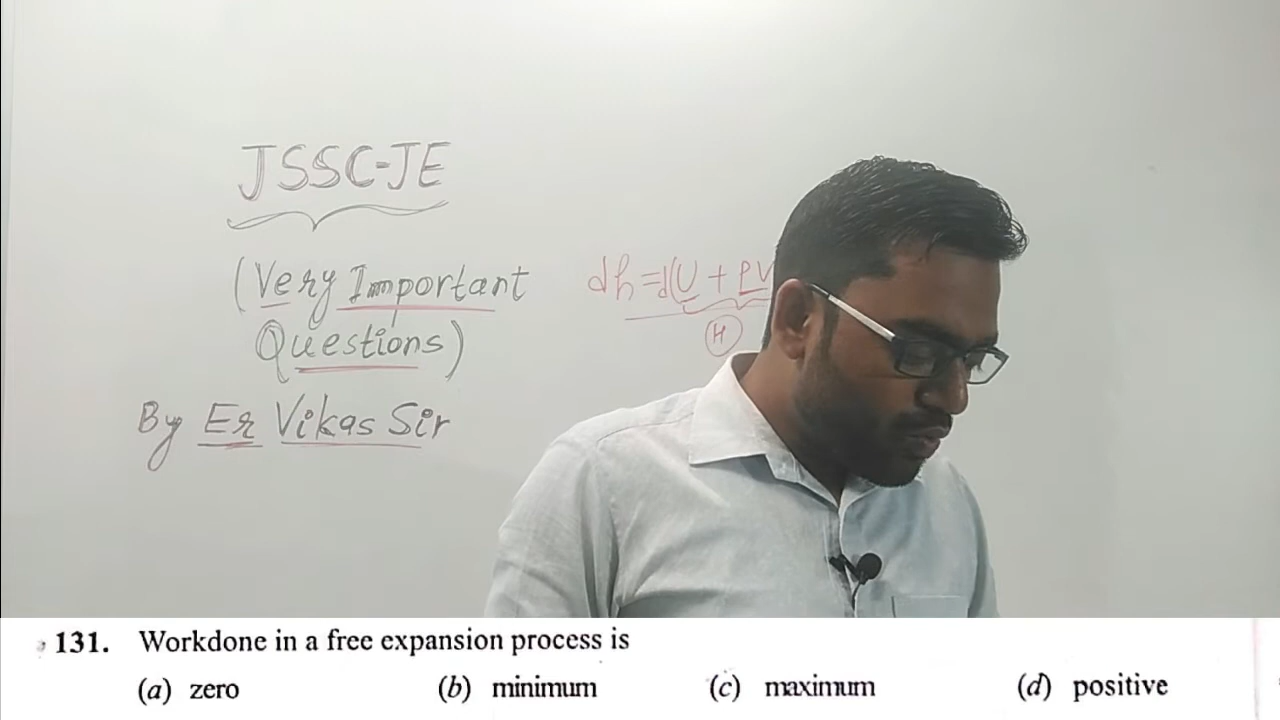 JSSC-JE
(Very Important
Questions)
By Er Vikas Sir
dh = d(U + PV
H
131. Workdone in a free expansion process is
(a) zero (b) minimum (c) maximum (d) positive